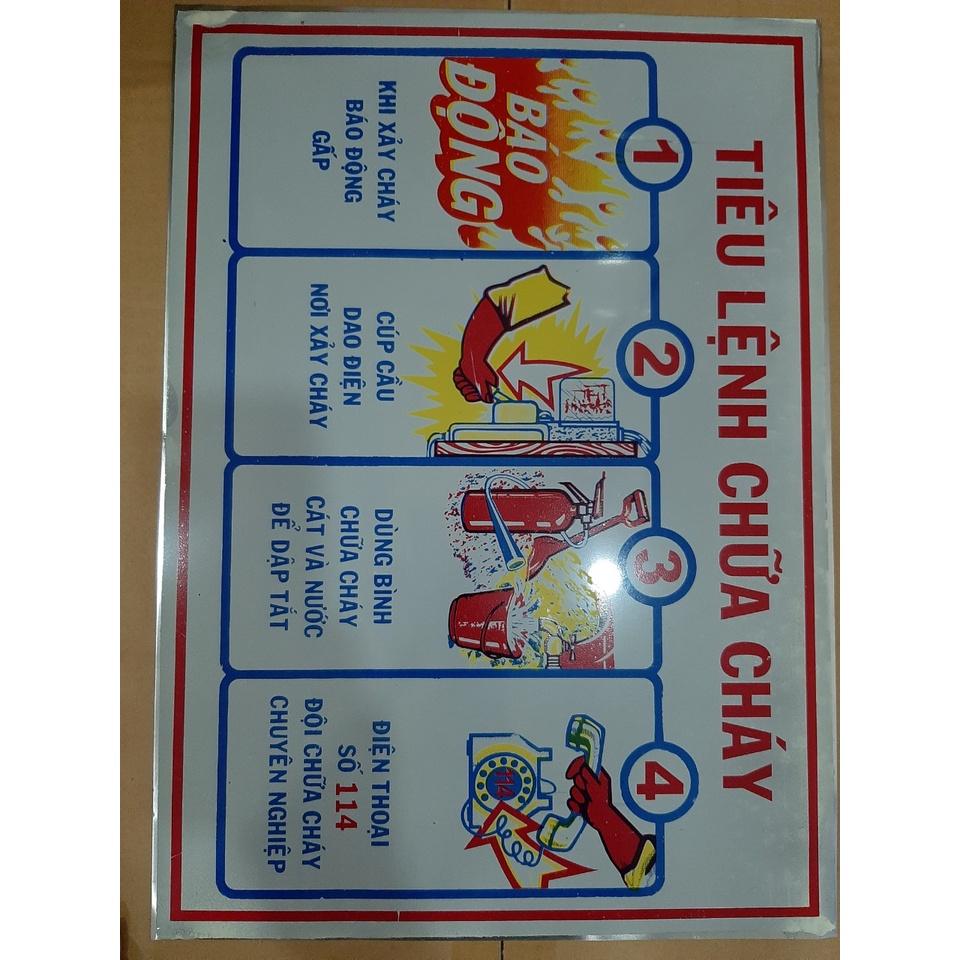 TIÊU LỆNH CHỮA CHÁY
1
BÁO
ĐỘNG
KHI XẢY CHÁY
BÁO ĐỘNG
GẤP
2
CÚP CẦU
DAO ĐIỆN
NƠI XẢY CHÁY
3
DÙNG BÌNH
CHỮA CHÁY
CÁT VÀ NƯỚC
ĐỂ DẬP TẮT
4
114
ĐIỆN THOẠI
SỐ 114
ĐỘI CHỮA CHÁY
CHUYÊN NGHIỆP